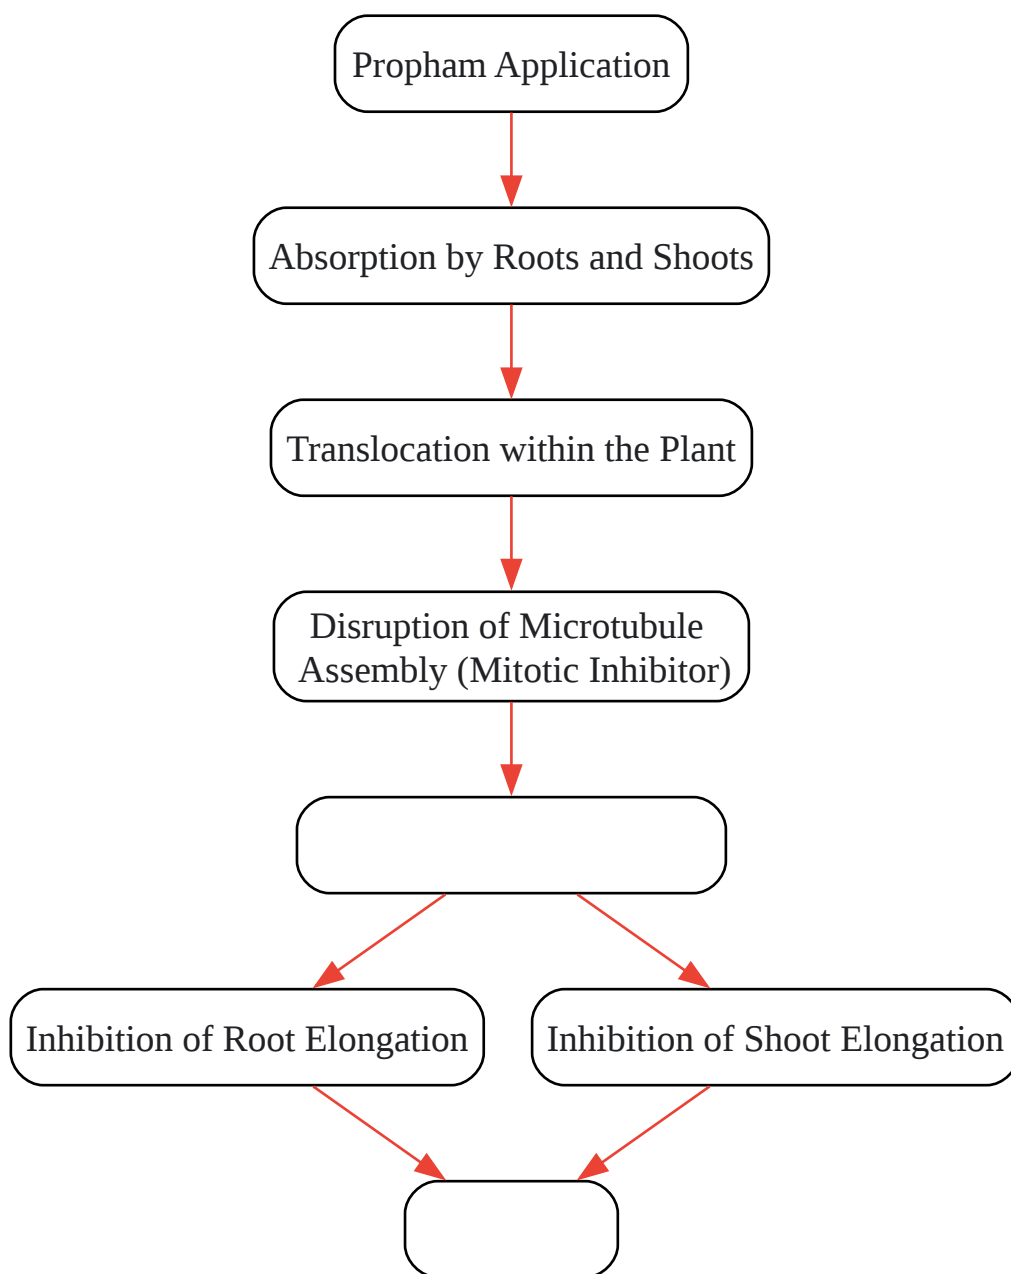 Propham Application
Absorption by Roots and Shoots
Translocation within the Plant
Disruption of Microtubule
Assembly (Mitotic Inhibitor)
Inhibition of Root Elongation
Inhibition of Shoot Elongation